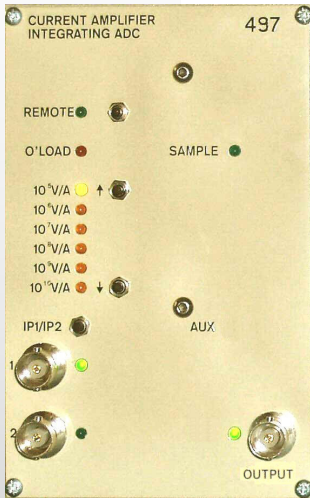 CURRENT AMPLIFIER
INTEGRATING ADC
497
REMOTE
O'LOAD
SAMPLE
10⁵V/A ↑
10⁶V/A
10⁷V/A
10⁸V/A
10⁹V/A
10¹⁰V/A ↓
IP1/IP2
AUX
1
2
OUTPUT